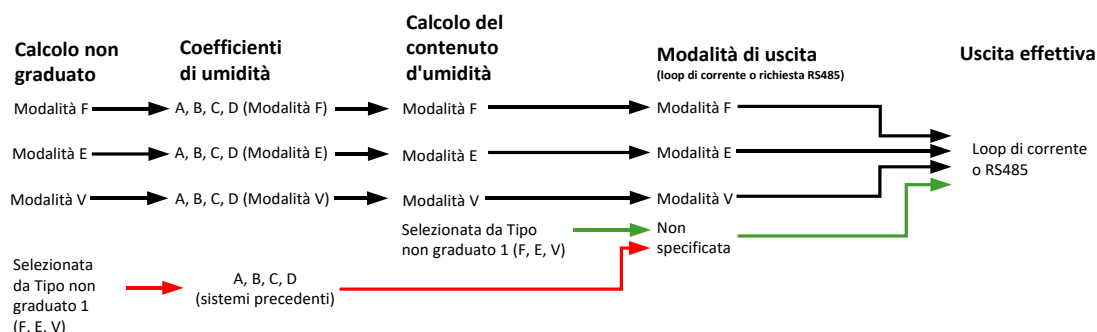 Calcolo non
graduato
Coefficienti
di umidità
Calcolo del
contenuto
d'umidità
Modalità di uscita
(loop di corrente o richiesta RS485)
Uscita effettiva
Modalità F
A, B, C, D (Modalità F)
Modalità F
Modalità F
Modalità E
A, B, C, D (Modalità E)
Modalità E
Modalità E
Loop di corrente
o RS485
Modalità V
A, B, C, D (Modalità V)
Modalità V
Modalità V
Selezionata da Tipo
non graduato 1 (F, E, V)
Non
specificata
Selezionata
da Tipo non
graduato 1
(F, E, V)
A, B, C, D
(sistemi precedenti)